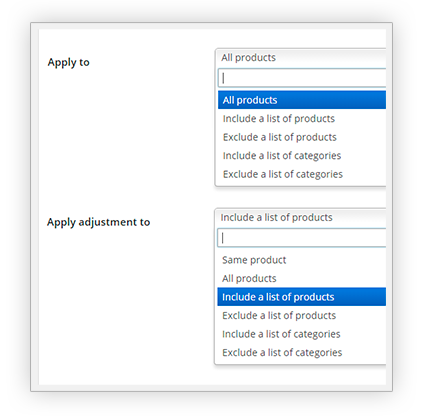 Apply to
All products
All products
Include a list of products
Exclude a list of products
Include a list of categories
Exclude a list of categories
Apply adjustment to
Include a list of products
Same product
All products
Include a list of products
Exclude a list of products
Include a list of categories
Exclude a list of categories